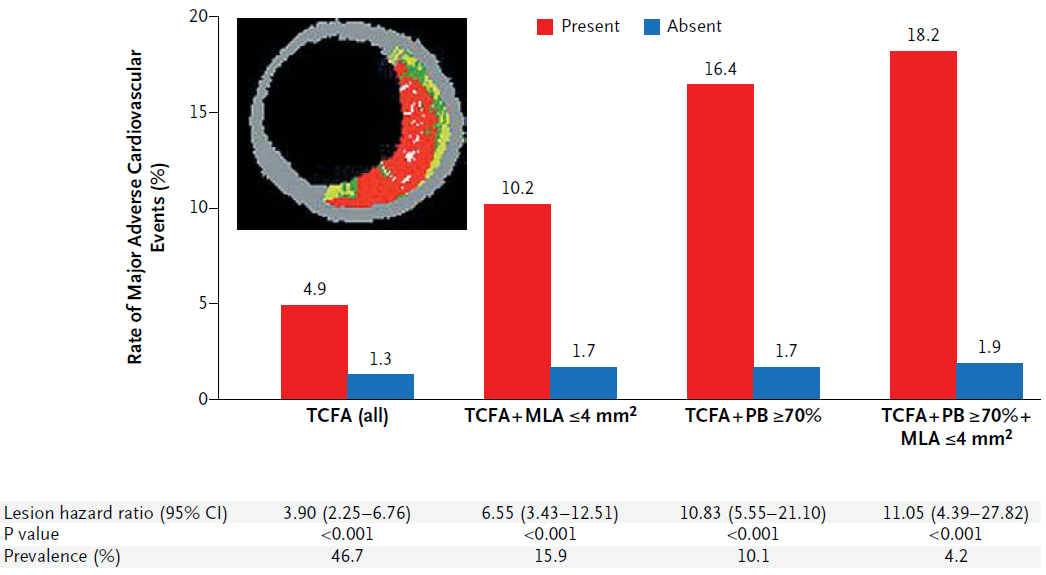 Rate of Major Adverse Cardiovascular
Events (%)
20
15
10
5
0
Present
Absent
4.9
1.3
10.2
1.7
16.4
1.7
18.2
1.9
TCFA (all)
TCFA+MLA ≤4 mm²
TCFA+PB ≥70%
TCFA+PB ≥70%+
MLA ≤4 mm²
Lesion hazard ratio (95% CI) 3.90 (2.25–6.76) 6.55 (3.43–12.51) 10.83 (5.55–21.10) 11.05 (4.39–27.82)
P value <0.001 <0.001 <0.001 <0.001
Prevalence (%) 46.7 15.9 10.1 4.2